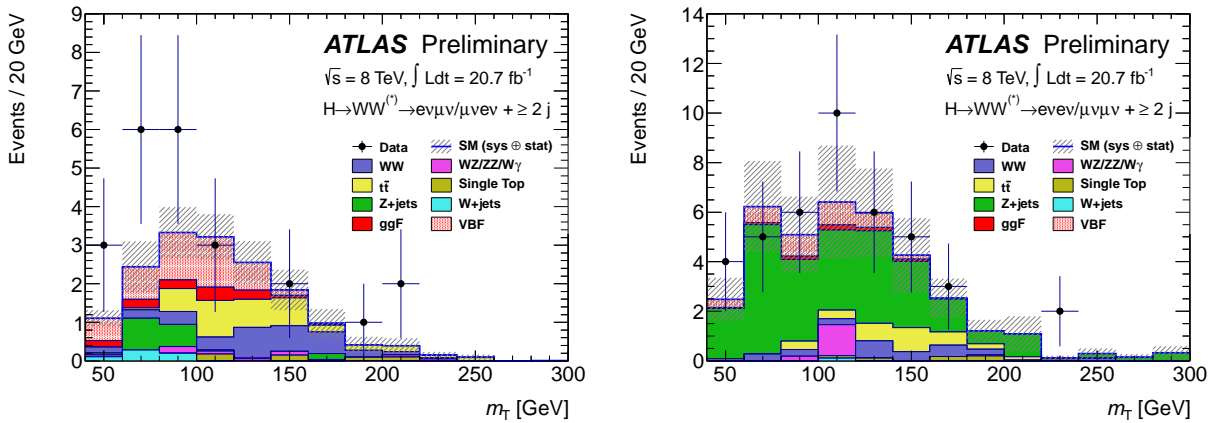 Events / 20 GeV
9
8
7
6
5
4
3
2
1
0
ATLAS Preliminary
√s = 8 TeV, ∫ Ldt = 20.7 fb⁻¹
H→WW⁽*⁾→eνμν/μνeν + ≥ 2 j
Data
SM (sys ⊕ stat)
WW
WZ/ZZ/Wγ
tt̄
Single Top
Z+jets
W+jets
ggF
VBF
50 100 150 200 250 300
m_T [GeV]
Events / 20 GeV
14
12
10
8
6
4
2
0
ATLAS Preliminary
√s = 8 TeV, ∫ Ldt = 20.7 fb⁻¹
H→WW⁽*⁾→eνeν/μνμν + ≥ 2 j
Data
SM (sys ⊕ stat)
WW
WZ/ZZ/Wγ
tt̄
Single Top
Z+jets
W+jets
ggF
VBF
50 100 150 200 250 300
m_T [GeV]